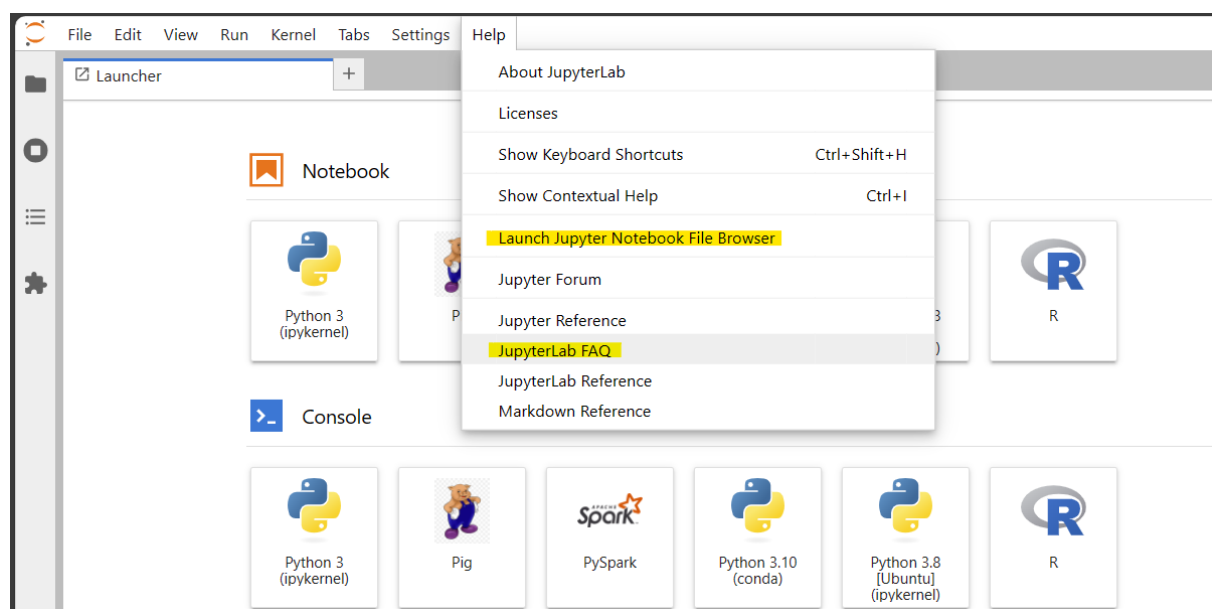 File Edit View Run Kernel Tabs Settings Help
Launcher +
About JupyterLab
Licenses
Show Keyboard Shortcuts Ctrl+Shift+H
Show Contextual Help Ctrl+I
Launch Jupyter Notebook File Browser
Jupyter Forum
Jupyter Reference
JupyterLab FAQ
JupyterLab Reference
Markdown Reference
Notebook
Python 3
(ipykernel)
P
3
)
R
R
Console
>_
Python 3
(ipykernel)
Pig
APACHE
Spark
PySpark
Python 3.10
(conda)
Python 3.8
[Ubuntu]
(ipykernel)
R
R